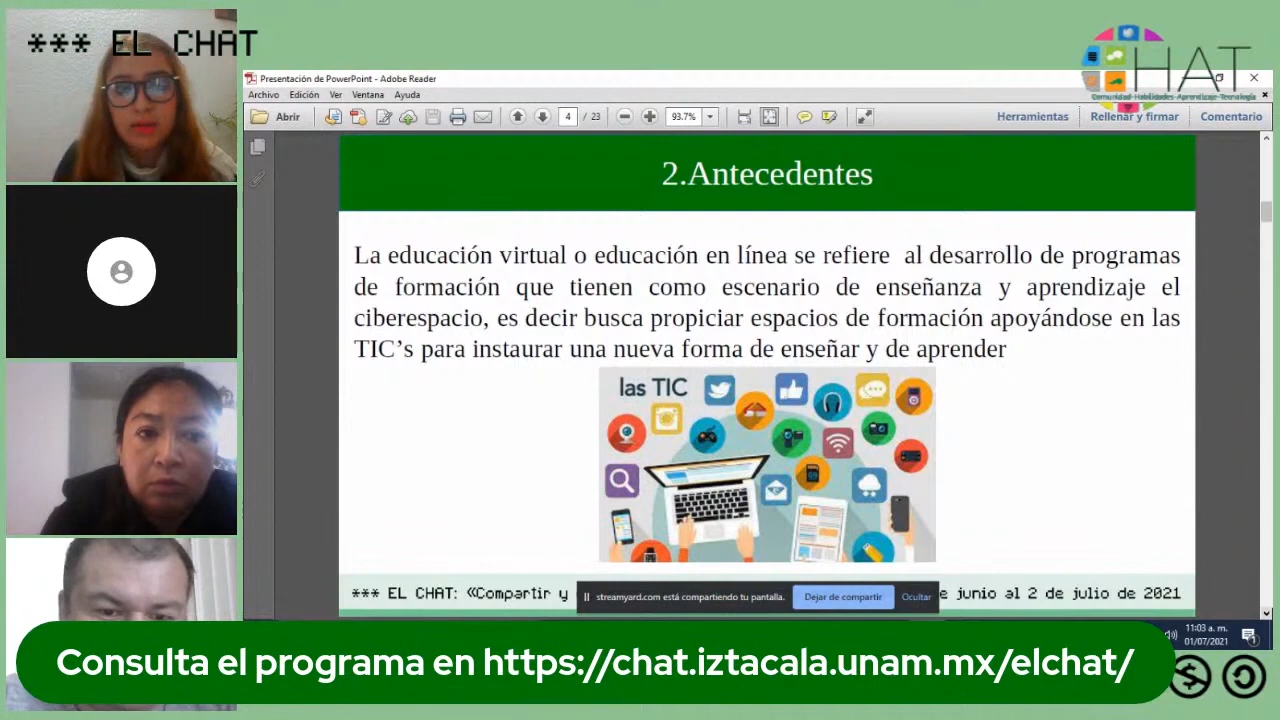 *** EL CHAT
HAT
Comunidad-Habilidades-Aprendizaje-Tecnología
Presentación de PowerPoint - Adobe Reader
Archivo Edición Ver Ventana Ayuda
Abrir 4 / 23 93.7% Herramientas Rellenar y firmar Comentario
2.Antecedentes
La educación virtual o educación en línea se refiere al desarrollo de programas
de formación que tienen como escenario de enseñanza y aprendizaje el
ciberespacio, es decir busca propiciar espacios de formación apoyándose en las
TIC’s para instaurar una nueva forma de enseñar y de aprender
las TIC
*** EL CHAT: «Compartir y
e junio al 2 de julio de 2021
streamyard.com está compartiendo tu pantalla. Dejar de compartir Ocultar
11:03 a. m.
01/07/2021
Consulta el programa en https://chat.iztacala.unam.mx/elchat/